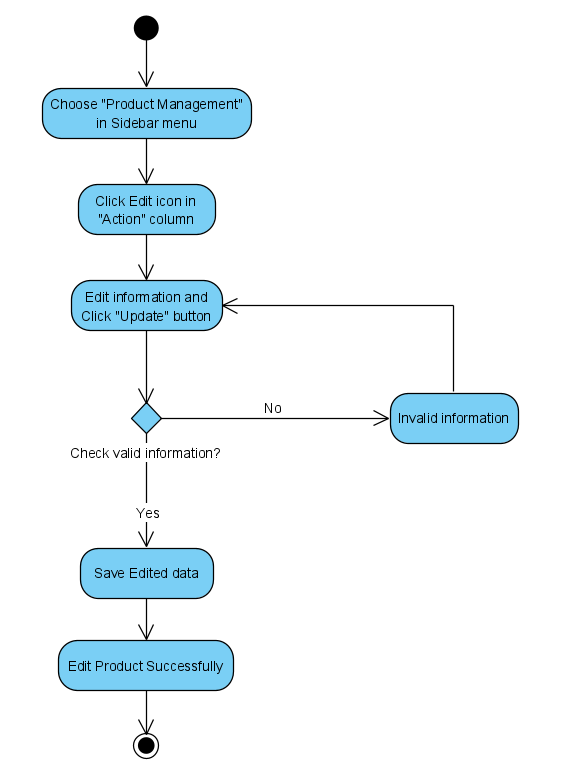 Choose "Product Management"
in Sidebar menu
Click Edit icon in
"Action" column
Edit information and
Click "Update" button
No
Invalid information
Check valid information?
Yes
Save Edited data
Edit Product Successfully